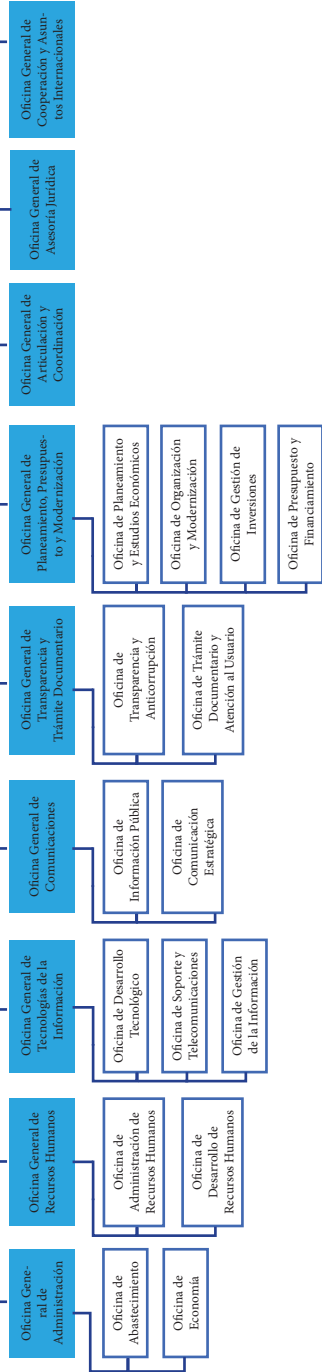 Oficina Gene-
ral de
Administración
Oficina de
Abastecimiento
Oficina de
Economía
Oficina General de
Recursos Humanos
Oficina de
Administración de
Recursos Humanos
Oficina de
Desarrollo de
Recursos Humanos
Oficina General de
Tecnologías de la
Información
Oficina de Desarrollo
Tecnológico
Oficina de Soporte y
Telecomunicaciones
Oficina de Gestión
de la Información
Oficina General de
Comunicaciones
Oficina de
Información Pública
Oficina de
Comunicación
Estratégica
Oficina General de
Transparencia y
Trámite Documentario
Oficina de
Transparencia y
Anticorrupción
Oficina de Trámite
Documentario y
Atención al Usuario
Oficina General de
Planeamiento, Presupues-
to y Modernización
Oficina de Planeamiento
y Estudios Económicos
Oficina de Organización
y Modernización
Oficina de Gestión de
Inversiones
Oficina de Presupuesto y
Financiamiento
Oficina General de
Articulación y
Coordinación
Oficina General de
Asesoría Jurídica
Oficina General de
Cooperación y Asun-
tos Internacionales